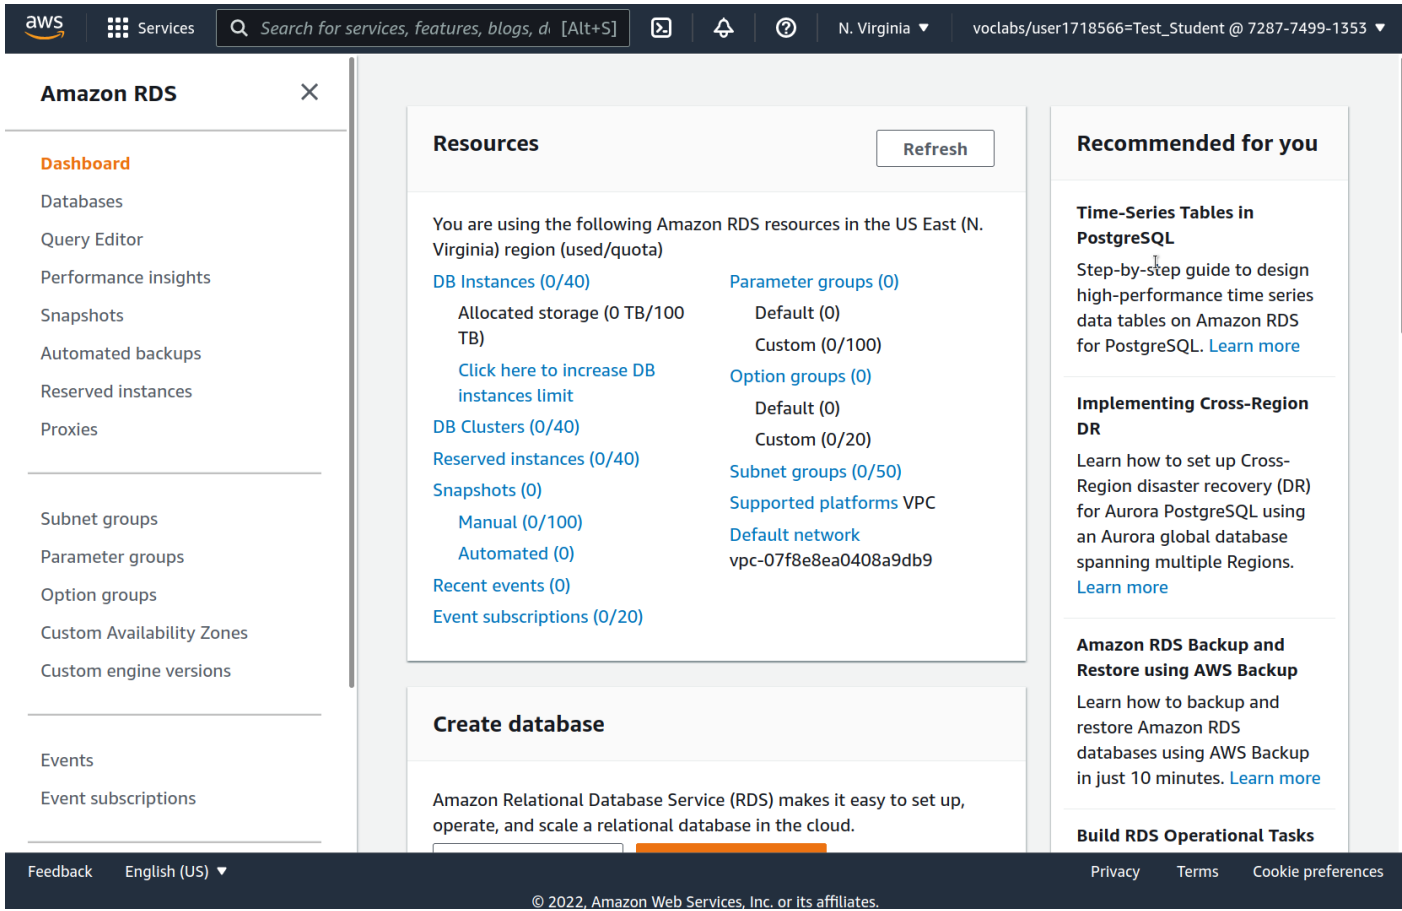 aws
Services
Search for services, features, blogs, d [Alt+S]
N. Virginia
voclabs/user1718566=Test_Student @ 7287-7499-1353
Amazon RDS
Dashboard
Databases
Query Editor
Performance insights
Snapshots
Automated backups
Reserved instances
Proxies
Subnet groups
Parameter groups
Option groups
Custom Availability Zones
Custom engine versions
Events
Event subscriptions
Resources
Refresh
You are using the following Amazon RDS resources in the US East (N.
Virginia) region (used/quota)
DB Instances (0/40)
Allocated storage (0 TB/100
TB)
Click here to increase DB
instances limit
DB Clusters (0/40)
Reserved instances (0/40)
Snapshots (0)
Manual (0/100)
Automated (0)
Recent events (0)
Event subscriptions (0/20)
Parameter groups (0)
Default (0)
Custom (0/100)
Option groups (0)
Default (0)
Custom (0/20)
Subnet groups (0/50)
Supported platforms VPC
Default network
vpc-07f8e8ea0408a9db9
Create database
Amazon Relational Database Service (RDS) makes it easy to set up,
operate, and scale a relational database in the cloud.
Recommended for you
Time-Series Tables in
PostgreSQL
Step-by-step guide to design
high-performance time series
data tables on Amazon RDS
for PostgreSQL. Learn more
Implementing Cross-Region
DR
Learn how to set up Cross-
Region disaster recovery (DR)
for Aurora PostgreSQL using
an Aurora global database
spanning multiple Regions.
Learn more
Amazon RDS Backup and
Restore using AWS Backup
Learn how to backup and
restore Amazon RDS
databases using AWS Backup
in just 10 minutes. Learn more
Build RDS Operational Tasks
Feedback
English (US)
Privacy
Terms
Cookie preferences
© 2022, Amazon Web Services, Inc. or its affiliates.